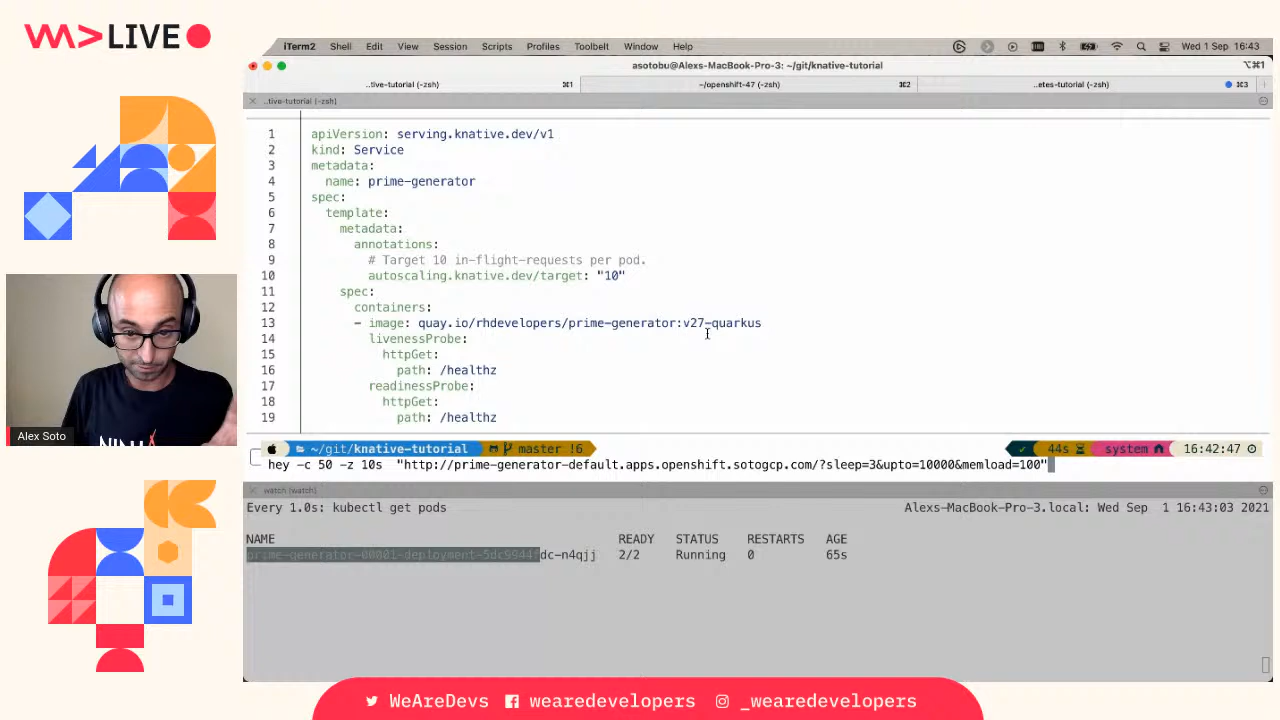 WA>LIVE
iTerm2 Shell Edit View Session Scripts Profiles Toolbelt Window Help Wed 1 Sep 16:43
asotobu@Alexs-MacBook-Pro-3: ~/git/knative-tutorial ⌥⌘1
..tive-tutorial (-zsh) ⌘1 ~/openshift-47 (-zsh) ⌘2 ..etes-tutorial (-zsh) ⌘3
..tive-tutorial (-zsh)
1 apiVersion: serving.knative.dev/v1
2 kind: Service
3 metadata:
4 name: prime-generator
5 spec:
6 template:
7 metadata:
8 annotations:
9 # Target 10 in-flight-requests per pod.
10 autoscaling.knative.dev/target: "10"
11 spec:
12 containers:
13 - image: quay.io/rhdevelopers/prime-generator:v27-quarkus
14 livenessProbe:
15 httpGet:
16 path: /healthz
17 readinessProbe:
18 httpGet:
19 path: /healthz
~/git/knative-tutorial master !6 ✓ 44s system 16:42:47
hey -c 50 -z 10s "http://prime-generator-default.apps.openshift.sotogcp.com/?sleep=3&upto=10000&memload=100"
watch (watch)
Every 1.0s: kubectl get pods Alexs-MacBook-Pro-3.local: Wed Sep 1 16:43:03 2021
NAME READY STATUS RESTARTS AGE
prime-generator-00001-deployment-5dc9944fdc-n4qjj 2/2 Running 0 65s
Alex Soto
NINJA
WeAreDevs wearedevelopers _wearedevelopers